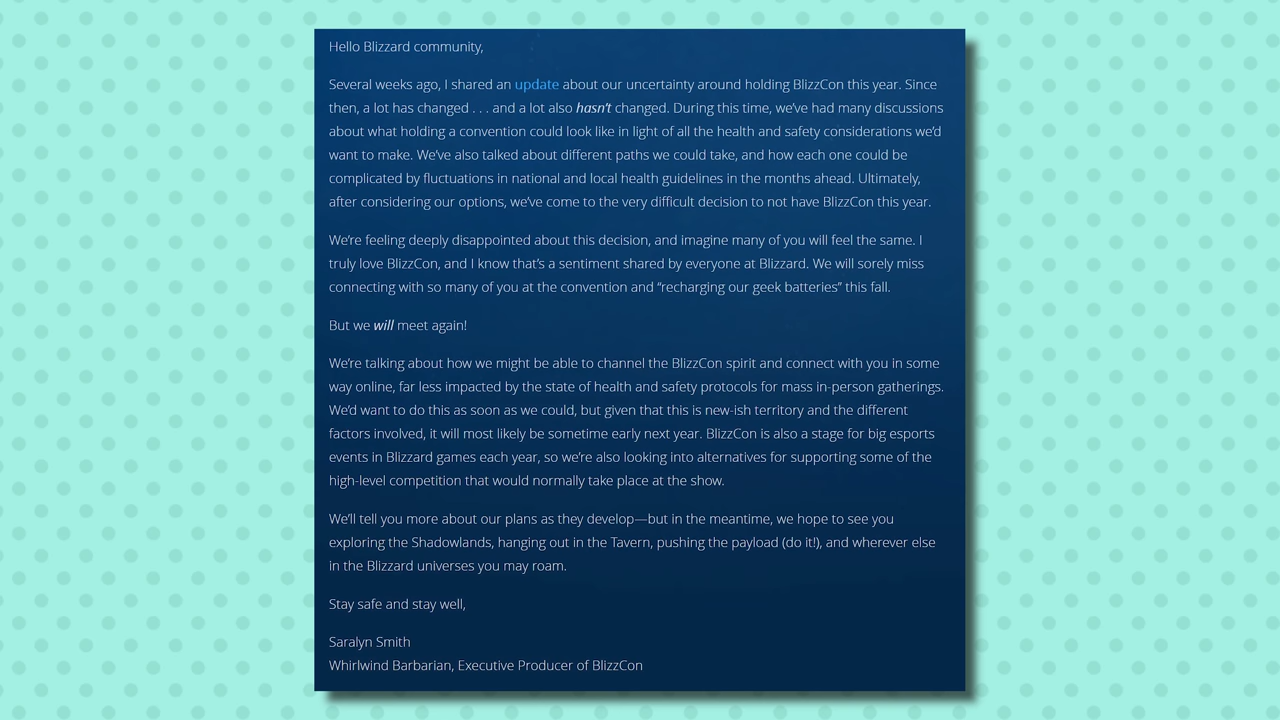 Hello Blizzard community,
Several weeks ago, I shared an update about our uncertainty around holding BlizzCon this year. Since
then, a lot has changed . . . and a lot also hasn’t changed. During this time, we’ve had many discussions
about what holding a convention could look like in light of all the health and safety considerations we’d
want to make. We’ve also talked about different paths we could take, and how each one could be
complicated by fluctuations in national and local health guidelines in the months ahead. Ultimately,
after considering our options, we’ve come to the very difficult decision to not have BlizzCon this year.
We’re feeling deeply disappointed about this decision, and imagine many of you will feel the same. I
truly love BlizzCon, and I know that’s a sentiment shared by everyone at Blizzard. We will sorely miss
connecting with so many of you at the convention and “recharging our geek batteries” this fall.
But we will meet again!
We’re talking about how we might be able to channel the BlizzCon spirit and connect with you in some
way online, far less impacted by the state of health and safety protocols for mass in-person gatherings.
We’d want to do this as soon as we could, but given that this is new-ish territory and the different
factors involved, it will most likely be sometime early next year. BlizzCon is also a stage for big esports
events in Blizzard games each year, so we’re also looking into alternatives for supporting some of the
high-level competition that would normally take place at the show.
We’ll tell you more about our plans as they develop—but in the meantime, we hope to see you
exploring the Shadowlands, hanging out in the Tavern, pushing the payload (do it!), and wherever else
in the Blizzard universes you may roam.
Stay safe and stay well,
Saralyn Smith
Whirlwind Barbarian, Executive Producer of BlizzCon